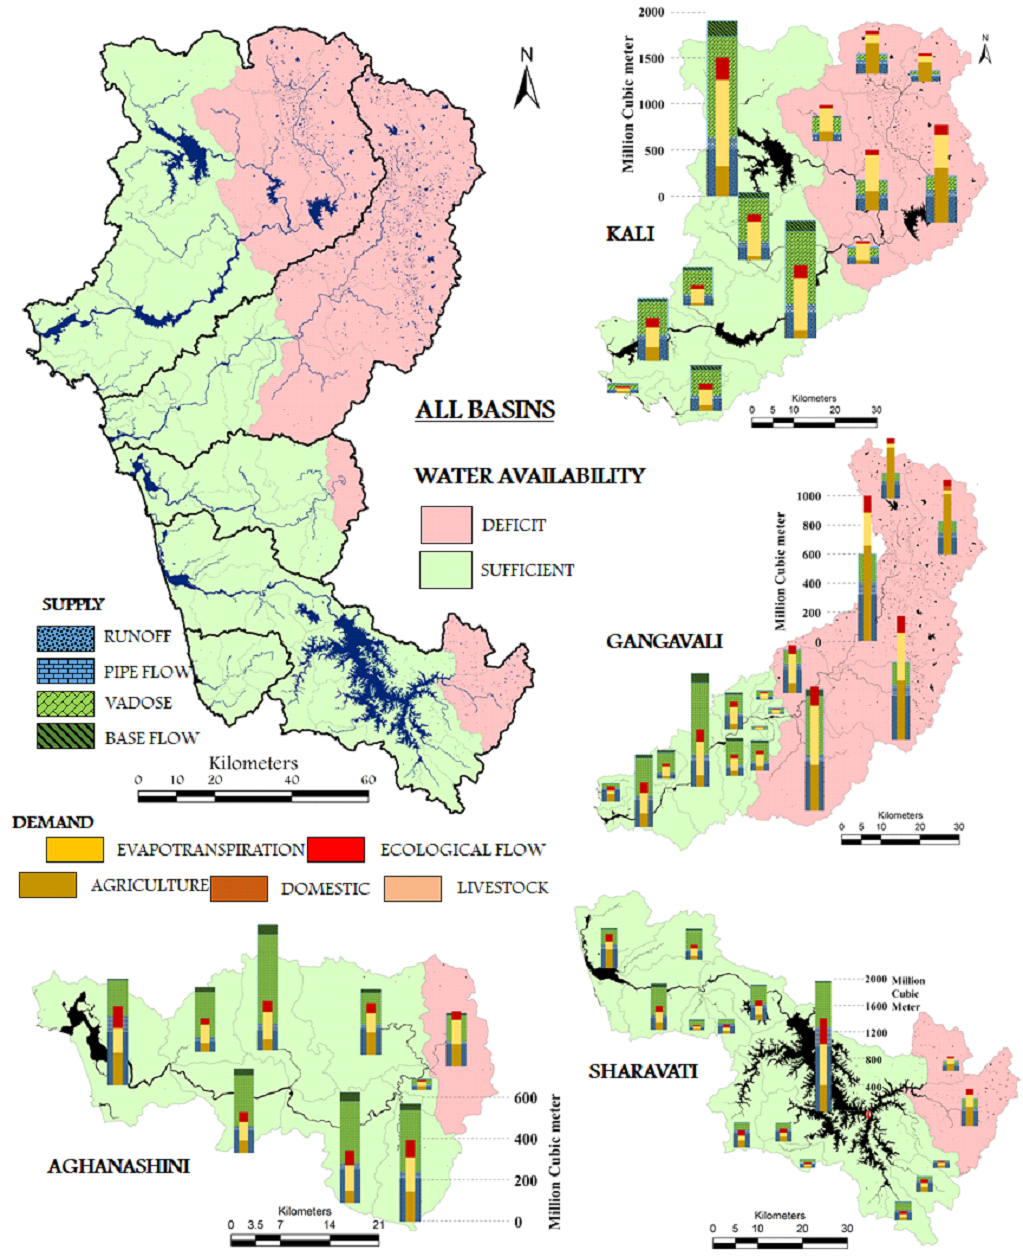 N
ALL BASINS
WATER AVAILABILITY
DEFICIT
SUFFICIENT
SUPPLY
RUNOFF
PIPE FLOW
VADOSE
BASE FLOW
Kilometers
0 10 20 40 60
DEMAND
EVAPOTRANSPIRATION
ECOLOGICAL FLOW
AGRICULTURE
DOMESTIC
LIVESTOCK
2000
1500
1000
500
0
Million Cubic meter
N
KALI
Kilometers
0 5 10 20 30
1000
800
600
400
200
0
Million Cubic meter
GANGAVALI
Kilometers
0 5 10 20 30
2000 Million
Cubic
1600 Meter
1200
800
400
SHARAVATI
Kilometers
0 5 10 20 30
600
400
200
0
Million Cubic meter
AGHANASHINI
Kilometers
0 3.5 7 14 21